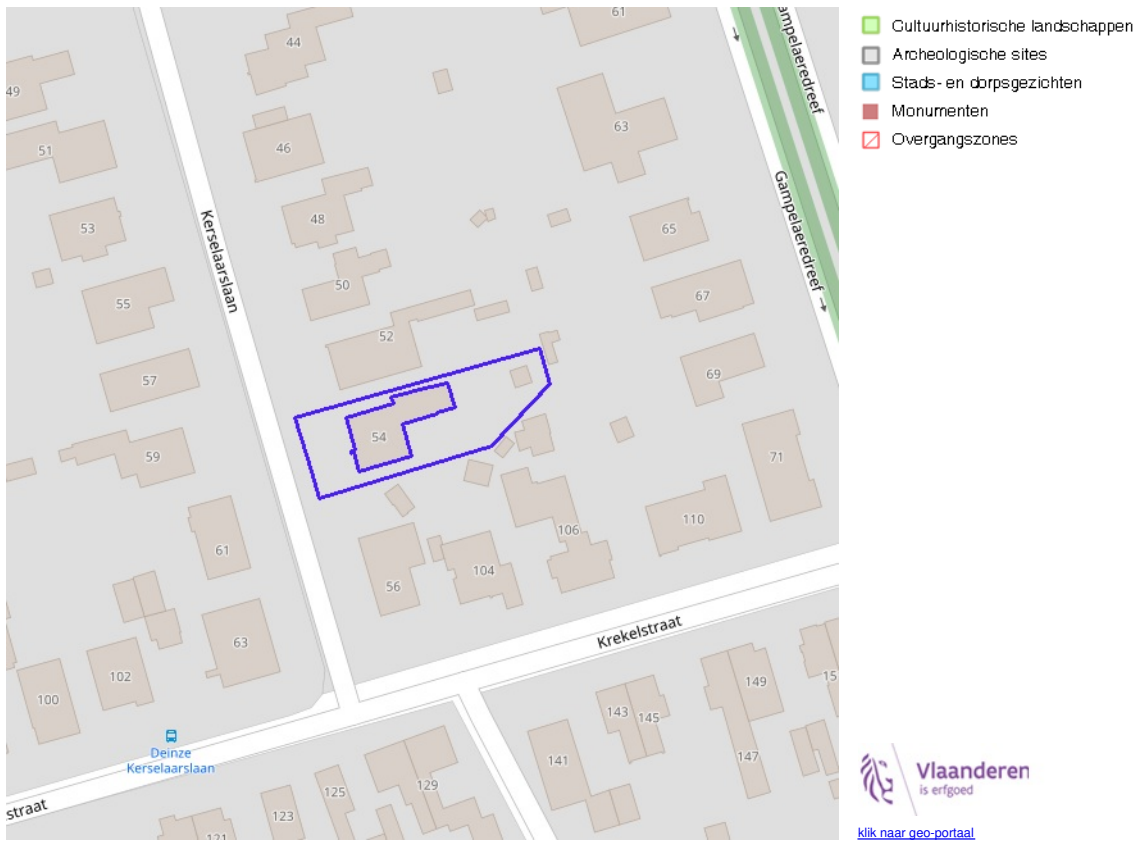 61
44
Gampelaeredreef
49
63
46
51
Kerselaarslaan
48
53
65
Gampelaeredreef
50
55
67
52
57
69
54
59
71
110
106
61
104
56
Krekelstraat
63
102
100
149
143
145
Deinze
Kerselaarslaan
141
147
129
125
123
straat
121
15
Cultuurhistorische landschappen
Archeologische sites
Stads- en dorpsgezichten
Monumenten
Overgangszones
Vlaanderen
is erfgoed
klik naar geo-portaal